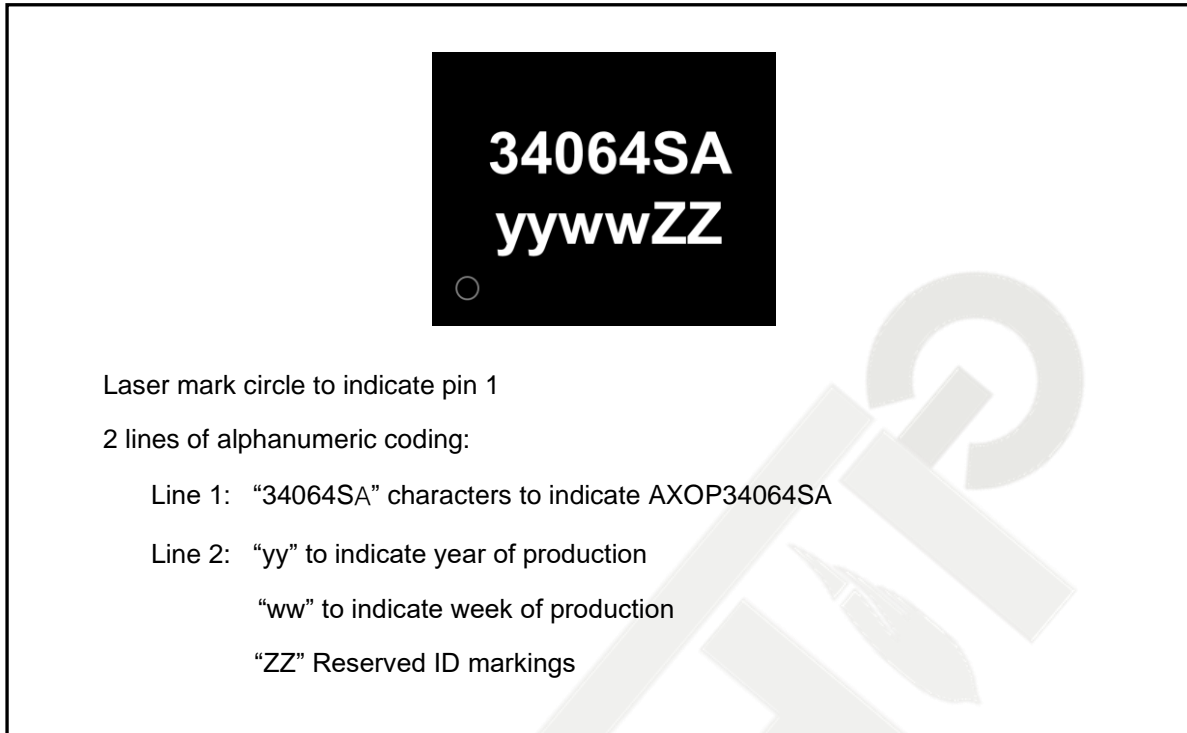 34064SA
yywwZZ
Laser mark circle to indicate pin 1
2 lines of alphanumeric coding:
Line 1: “34064SA” characters to indicate AXOP34064SA
Line 2: “yy” to indicate year of production
“ww” to indicate week of production
“ZZ” Reserved ID markings